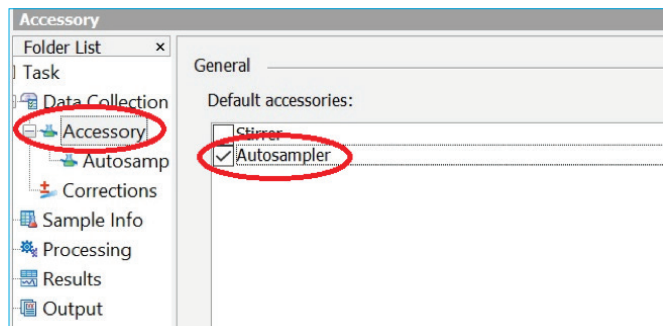 Accessory
Folder List ×
Task
Data Collection
Accessory
Autosamp
Corrections
Sample Info
Processing
Results
Output
General
Default accessories:
Stirrer
Autosampler